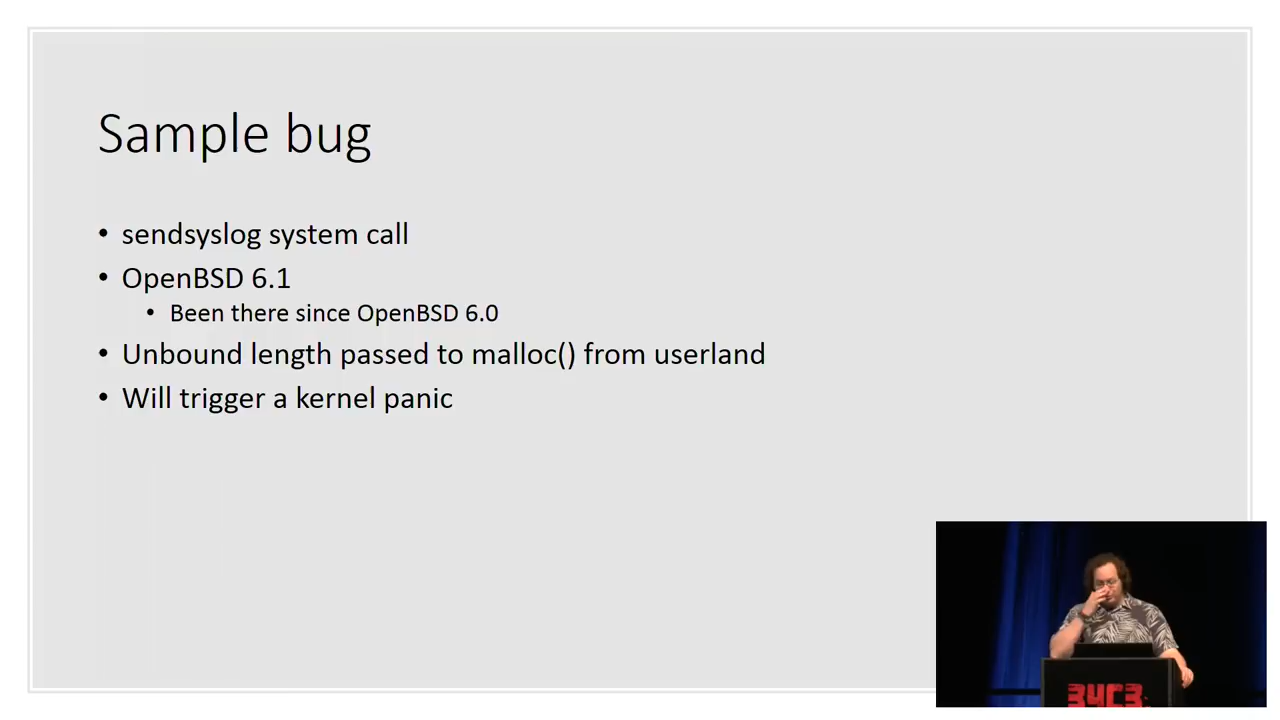 Sample bug
• sendsyslog system call
• OpenBSD 6.1
• Been there since OpenBSD 6.0
• Unbound length passed to malloc() from userland
• Will trigger a kernel panic
34C3